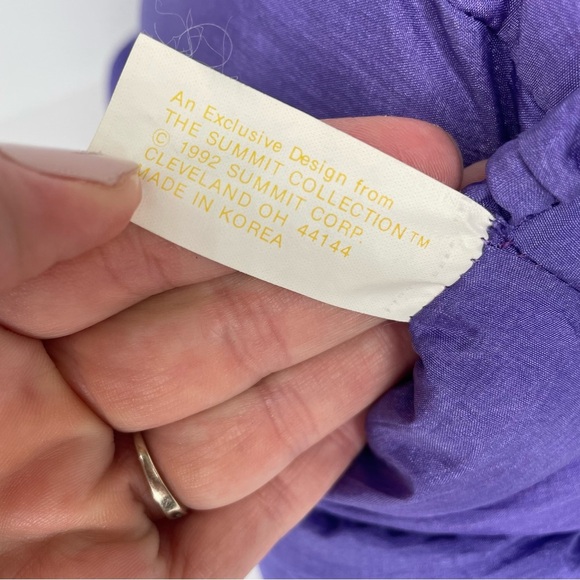 An Exclusive Design from
THE SUMMIT COLLECTION™
© 1992 SUMMIT CORP.
CLEVELAND OH 44144
MADE IN KOREA